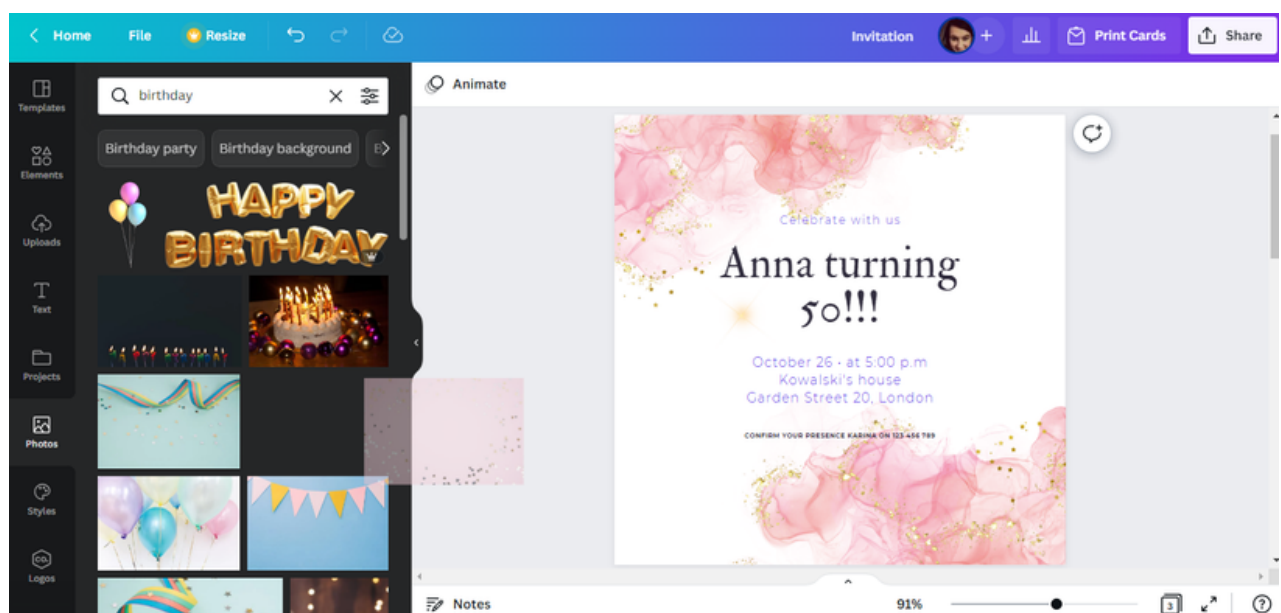 Home File Resize Invitation + Print Cards Share
Templates
Elements
Uploads
Text
Projects
Photos
Styles
CO.
Logos
birthday
Birthday party Birthday background
HAPPY
BIRTHDAY
Animate
Celebrate with us
Anna turning
50!!!
October 26 · at 5:00 p.m
Kowalski's house
Garden Street 20, London
CONFIRM YOUR PRESENCE KARINA ON 123 456 789
Notes 91% 3 ?